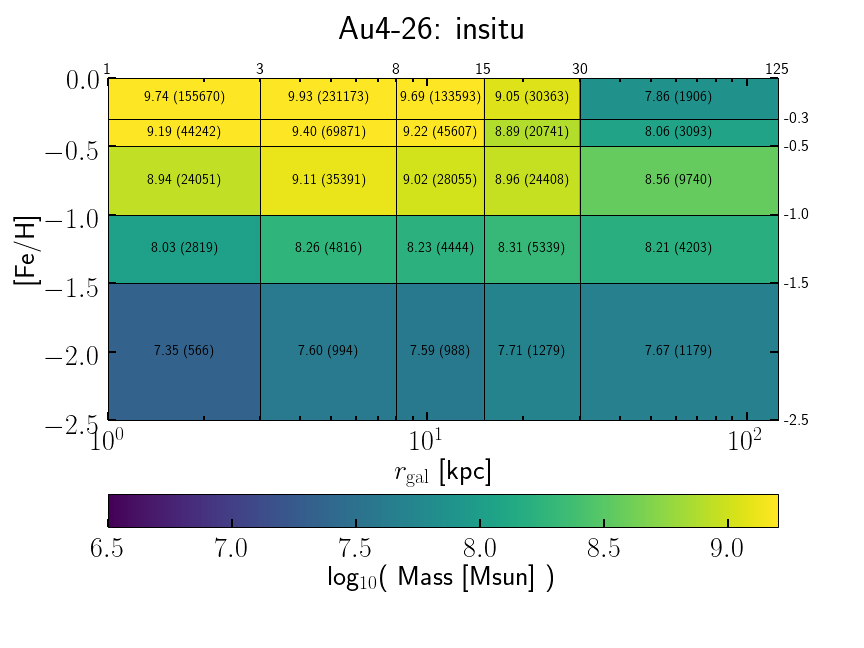 Au4-26: insitu
1 3 8 15 30 125
0.0 9.74 (155670) 9.93 (231173) 9.69 (133593) 9.05 (30363) 7.86 (1906)
-0.3
9.19 (44242) 9.40 (69871) 9.22 (45607) 8.89 (20741) 8.06 (3093)
−0.5 -0.5
8.94 (24051) 9.11 (35391) 9.02 (28055) 8.96 (24408) 8.56 (9740)
−1.0 -1.0
[Fe/H]
8.03 (2819) 8.26 (4816) 8.23 (4444) 8.31 (5339) 8.21 (4203)
−1.5 -1.5
−2.0 7.35 (566) 7.60 (994) 7.59 (988) 7.71 (1279) 7.67 (1179)
−2.5 -2.5
10⁰ 10¹ 10²
r_gal [kpc]
6.5 7.0 7.5 8.0 8.5 9.0
log₁₀( Mass [Msun] )